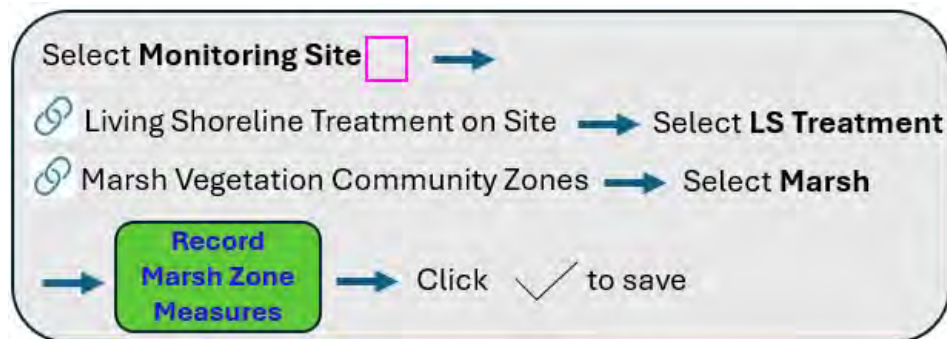 Select Monitoring Site
Living Shoreline Treatment on Site Select LS Treatment
Marsh Vegetation Community Zones Select Marsh
Record
Marsh Zone
Measures
Click to save